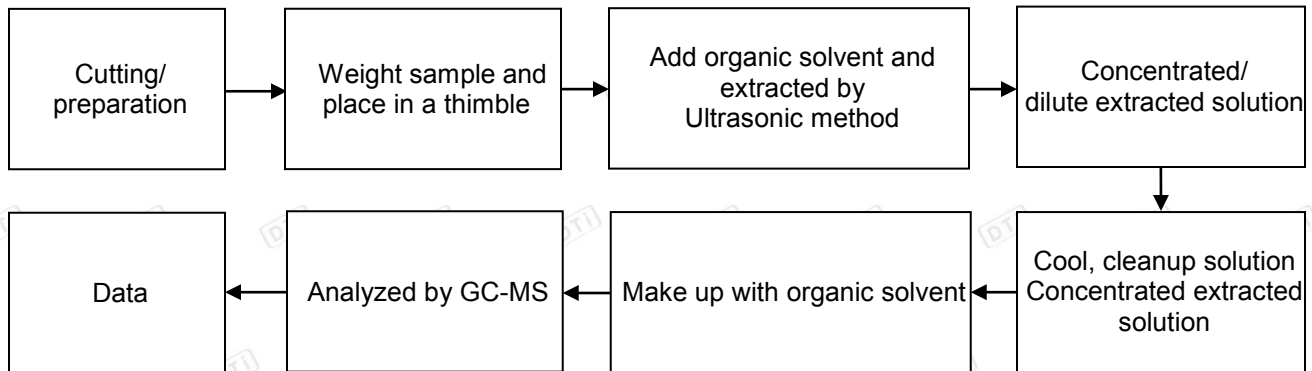 Cutting/
preparation
Weight sample and
place in a thimble
Add organic solvent and
extracted by
Ultrasonic method
Concentrated/
dilute extracted solution
Cool, cleanup solution
Concentrated extracted
solution
Make up with organic solvent
Analyzed by GC-MS
Data